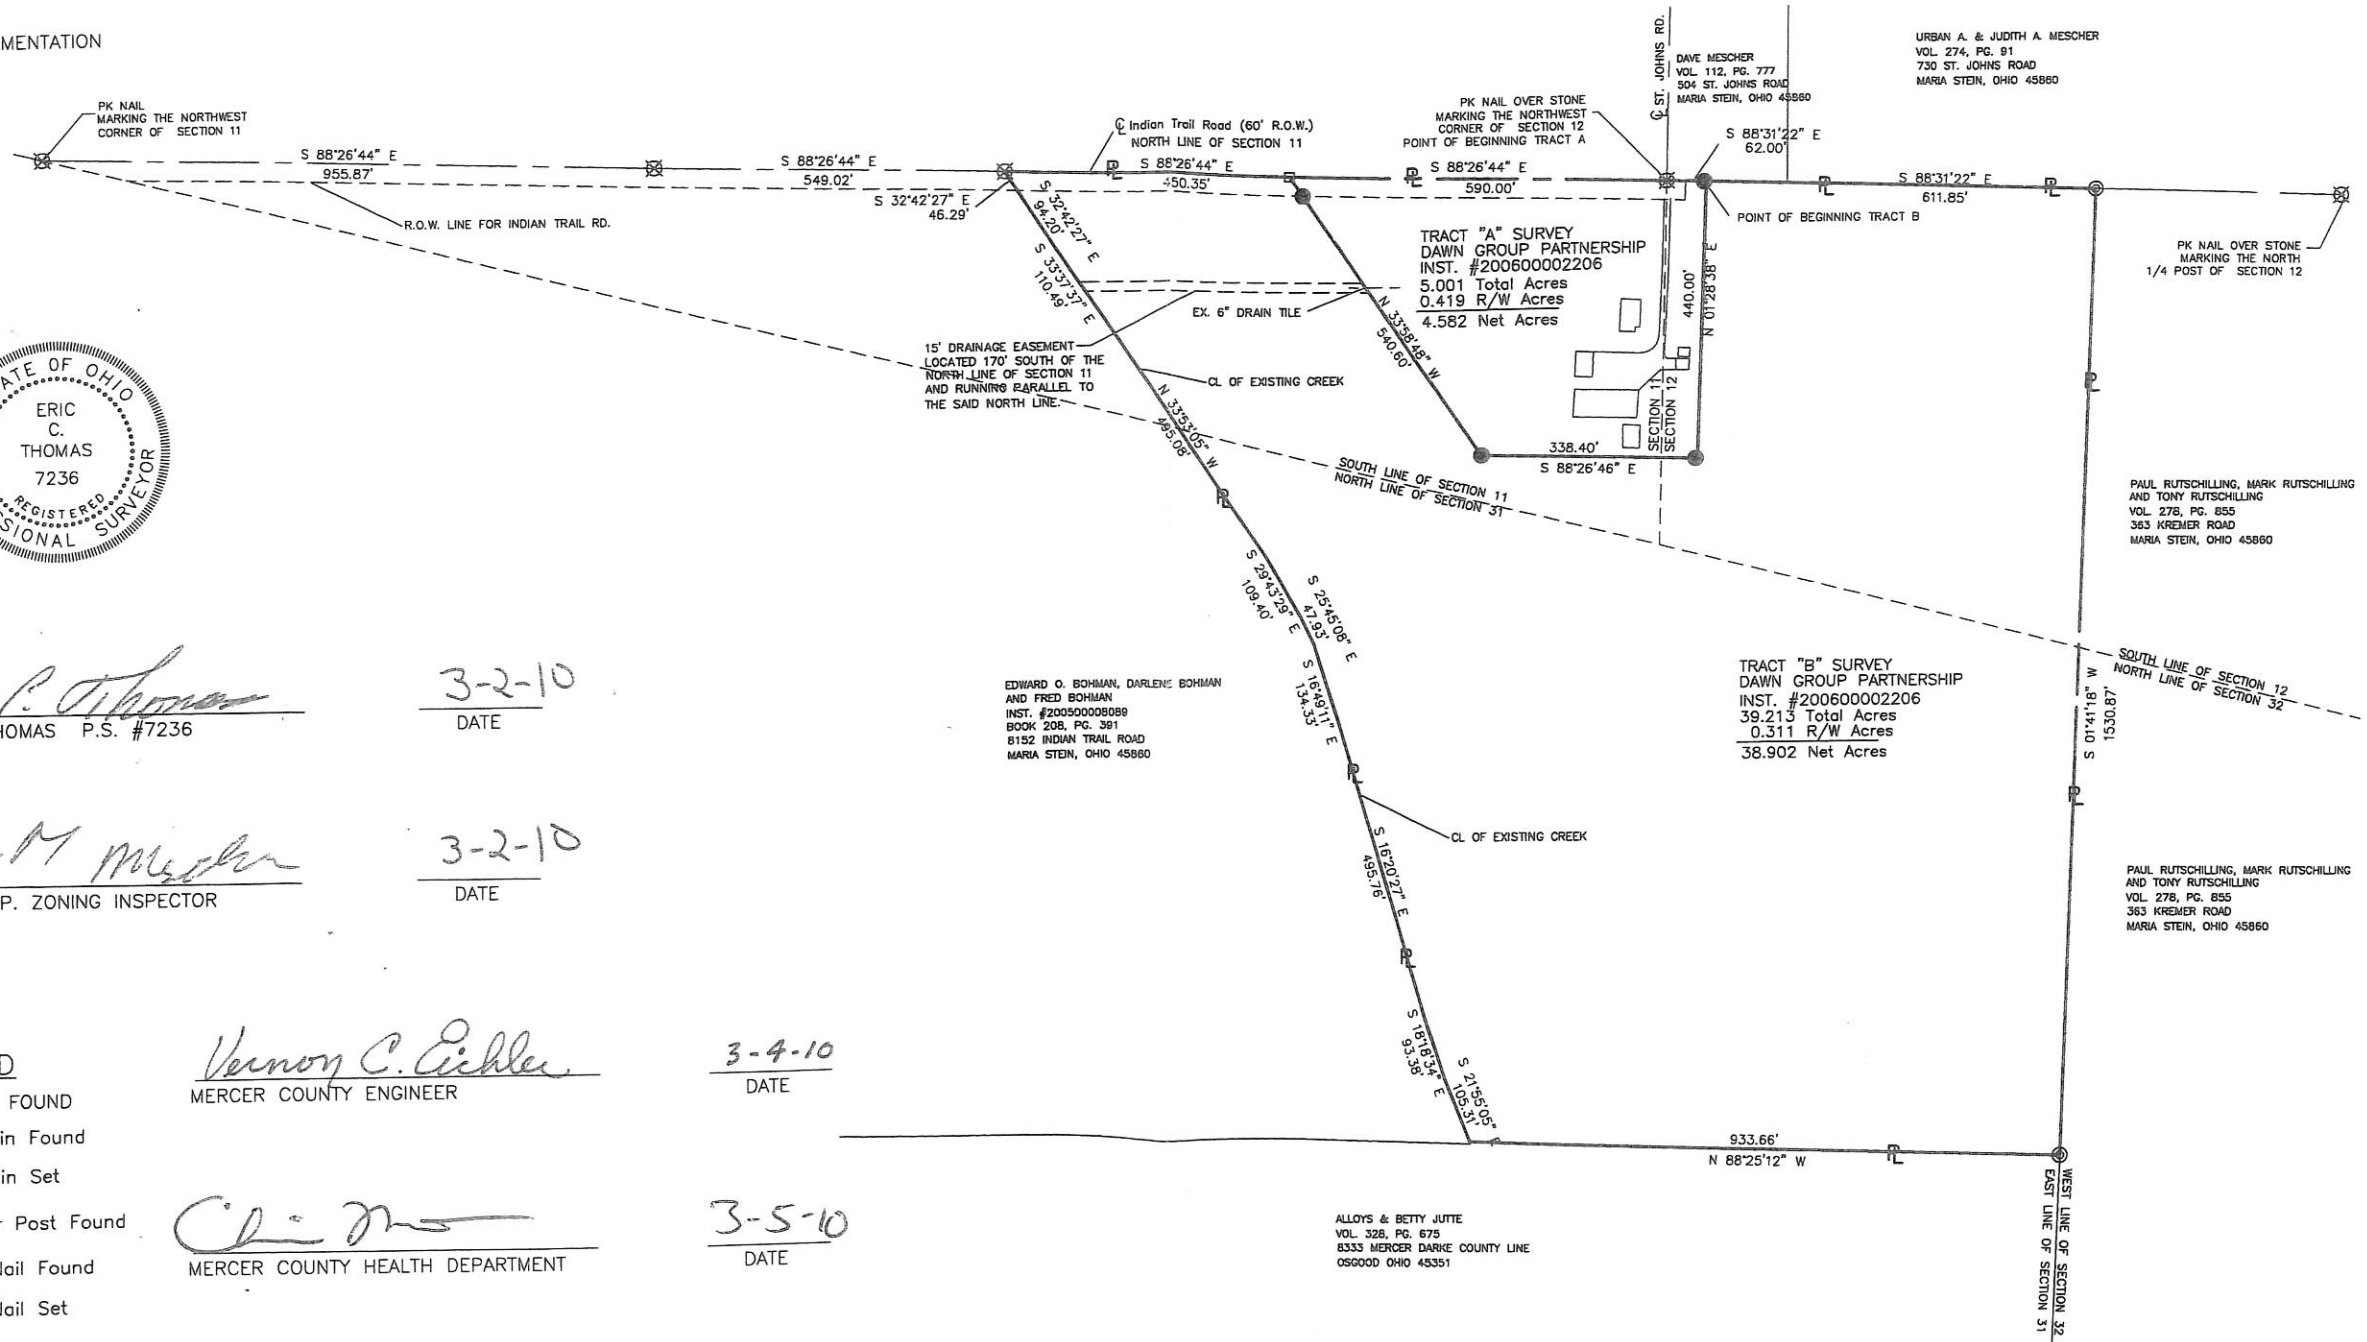 MENTATION
PK NAIL
MARKING THE NORTHWEST
CORNER OF SECTION 11
S 88°26'44" E
955.87'
R.O.W. LINE FOR INDIAN TRAIL RD.
S 88°26'44" E
549.02'
S 32°42'27" E
46.29'
℄ Indian Trail Road (60' R.O.W.)
NORTH LINE OF SECTION 11
S 88°26'44" E
450.35'
PK NAIL OVER STONE
MARKING THE NORTHWEST
CORNER OF SECTION 12
POINT OF BEGINNING TRACT A
S 88°26'44" E
590.00'
℄ ST. JOHNS RD.
DAVE MESCHER
VOL. 112, PG. 777
504 ST. JOHNS ROAD
MARIA STEIN, OHIO 45860
S 88°31'22" E
62.00'
URBAN A. & JUDITH A. MESCHER
VOL. 274, PG. 91
730 ST. JOHNS ROAD
MARIA STEIN, OHIO 45860
S 88°31'22" E
611.85'
POINT OF BEGINNING TRACT B
PK NAIL OVER STONE
MARKING THE NORTH
1/4 POST OF SECTION 12
TRACT "A" SURVEY
DAWN GROUP PARTNERSHIP
INST. #200600002206
5.001 Total Acres
0.419 R/W Acres
4.582 Net Acres
440.00'
N 01°28'38" E
S 32°42'27" E
94.20'
S 33°37'37" E
110.49'
EX. 6" DRAIN TILE
N 33°58'48" W
540.60'
15' DRAINAGE EASEMENT
LOCATED 170' SOUTH OF THE
NORTH LINE OF SECTION 11
AND RUNNING PARALLEL TO
THE SAID NORTH LINE.
CL OF EXISTING CREEK
N 33°53'05" W
495.08'
SECTION 11
SECTION 12
338.40'
S 88°26'46" E
SOUTH LINE OF SECTION 11
NORTH LINE OF SECTION 31
STATE OF OHIO
ERIC
C.
THOMAS
7236
REGISTERED
SIONAL SURVEYOR
PAUL RUTSCHILLING, MARK RUTSCHILLING
AND TONY RUTSCHILLING
VOL. 278, PG. 855
363 KREMER ROAD
MARIA STEIN, OHIO 45860
S 29°43'29" E
109.40'
S 25°45'08" E
47.93'
S 16°49'11" E
134.33'
C. Thomas
HOMAS P.S. #7236
3-2-10
DATE
EDWARD O. BOHMAN, DARLENE BOHMAN
AND FRED BOHMAN
INST. #200500008089
BOOK 208, PG. 391
8152 INDIAN TRAIL ROAD
MARIA STEIN, OHIO 45860
TRACT "B" SURVEY
DAWN GROUP PARTNERSHIP
INST. #200600002206
39.213 Total Acres
0.311 R/W Acres
38.902 Net Acres
SOUTH LINE OF SECTION 12
NORTH LINE OF SECTION 32
S 01°41'18" W
1530.87'
CL OF EXISTING CREEK
S 16°20'27" E
495.76'
3-2-10
P. ZONING INSPECTOR
DATE
PAUL RUTSCHILLING, MARK RUTSCHILLING
AND TONY RUTSCHILLING
VOL. 278, PG. 855
363 KREMER ROAD
MARIA STEIN, OHIO 45860
S 18°18'34" E
93.38'
S 21°55'05" E
105.31'
D
FOUND
in Found
in Set
Post Found
Nail Found
Nail Set
Vernon C. Eichler
MERCER COUNTY ENGINEER
3-4-10
DATE
MERCER COUNTY HEALTH DEPARTMENT
3-5-10
DATE
933.66'
N 88°25'12" W
ALLOYS & BETTY JUTTE
VOL. 328, PG. 675
8333 MERCER DARKE COUNTY LINE
OSGOOD OHIO 45351
WEST LINE OF SECTION 32
EAST LINE OF SECTION 31